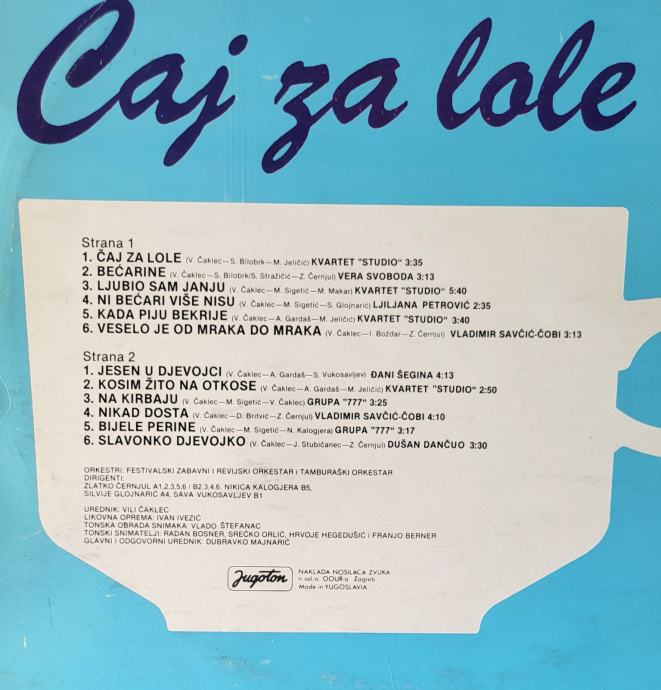 Čaj za lole
Strana 1
1. ČAJ ZA LOLE (V. Čaklec—S. Bilobrk—M. Jeličić) KVARTET "STUDIO" 3:35
2. BEĆARINE (V. Čaklec—S. Bilobrk/S. Stražičić—Z. Černjul) VERA SVOBODA 3:13
3. LJUBIO SAM JANJU (V. Čaklec—M. Sigetić—M. Makar) KVARTET "STUDIO" 5:40
4. NI BEĆARI VIŠE NISU (V. Čaklec—M. Sigetić—S. Glojnarić) LJILJANA PETROVIĆ 2:35
5. KADA PIJU BEKRIJE (V. Čaklec—A. Gardaš—M. Jeličić) KVARTET "STUDIO" 3:40
6. VESELO JE OD MRAKA DO MRAKA (V. Čaklec—I. Boždar—Z. Černjul) VLADIMIR SAVČIĆ-ČOBI 3:13
Strana 2
1. JESEN U DJEVOJCI (V. Čaklec—A. Gardaš—S. Vukosavljev) ĐANI ŠEGINA 4:13
2. KOSIM ŽITO NA OTKOSE (V. Čaklec—A. Gardaš—M. Jeličić) KVARTET "STUDIO" 2:50
3. NA KIRBAJU (V. Čaklec—M. Sigetić—V. Čaklec) GRUPA "777" 3:25
4. NIKAD DOSTA (V. Čaklec—D. Britvić—Z. Černjul) VLADIMIR SAVČIĆ-ČOBI 4:10
5. BIJELE PERINE (V. Čaklec—M. Sigetić—N. Kalogjera) GRUPA "777" 3:17
6. SLAVONKO DJEVOJKO (V. Čaklec—J. Stubičanec—Z. Černjul) DUŠAN DANČUO 3:30
ORKESTRI: FESTIVALSKI ZABAVNI I REVIJSKI ORKESTAR I TAMBURAŠKI ORKESTAR
DIRIGENTI:
ZLATKO ČERNJUL A1,2,3,5,6 / B2,3,4,6, NIKICA KALOGJERA B5,
SILVIJE GLOJNARIĆ A4, SAVA VUKOSAVLJEV B1
UREDNIK: VILI ČAKLEC
LIKOVNA OPREMA: IVAN IVEZIĆ
TONSKA OBRADA SNIMAKA: VLADO ŠTEFANAC
TONSKI SNIMATELJI: RADAN BOSNER, SREĆKO ORLIĆ, HRVOJE HEGEDUŠIĆ I FRANJO BERNER
GLAVNI I ODGOVORNI UREDNIK: DUBRAVKO MAJNARIĆ
Jugoton
NAKLADA NOSILACA ZVUKA
n.sol.o. OOUR-a Zagreb
Made in YUGOSLAVIA